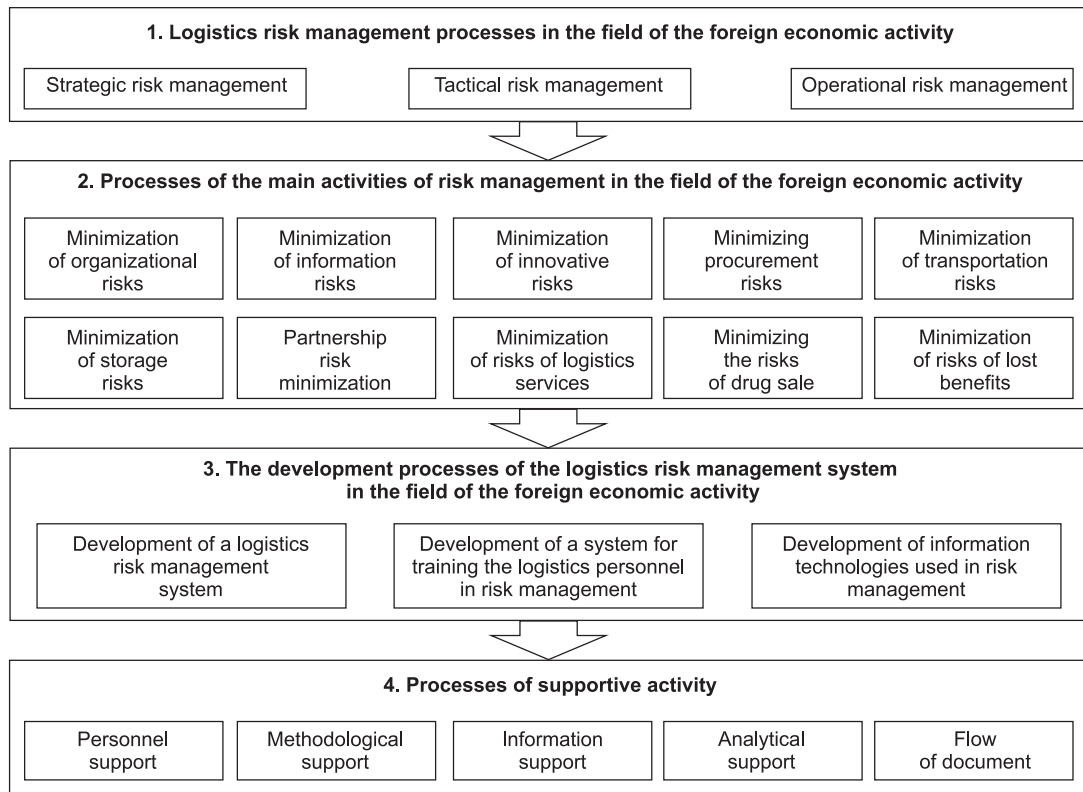 1. Logistics risk management processes in the field of the foreign economic activity
Strategic risk management
Tactical risk management
Operational risk management
2. Processes of the main activities of risk management in the field of the foreign economic activity
Minimization
of organizational
risks
Minimization
of information
risks
Minimization
of innovative
risks
Minimizing
procurement
risks
Minimization
of transportation
risks
Minimization
of storage
risks
Partnership
risk
minimization
Minimization
of risks of logistics
services
Minimizing
the risks
of drug sale
Minimization
of risks of lost
benefits
3. The development processes of the logistics risk management system
in the field of the foreign economic activity
Development of a logistics
risk management
system
Development of a system for
training the logistics personnel
in risk management
Development of information
technologies used in risk
management
4. Processes of supportive activity
Personnel
support
Methodological
support
Information
support
Analytical
support
Flow
of document